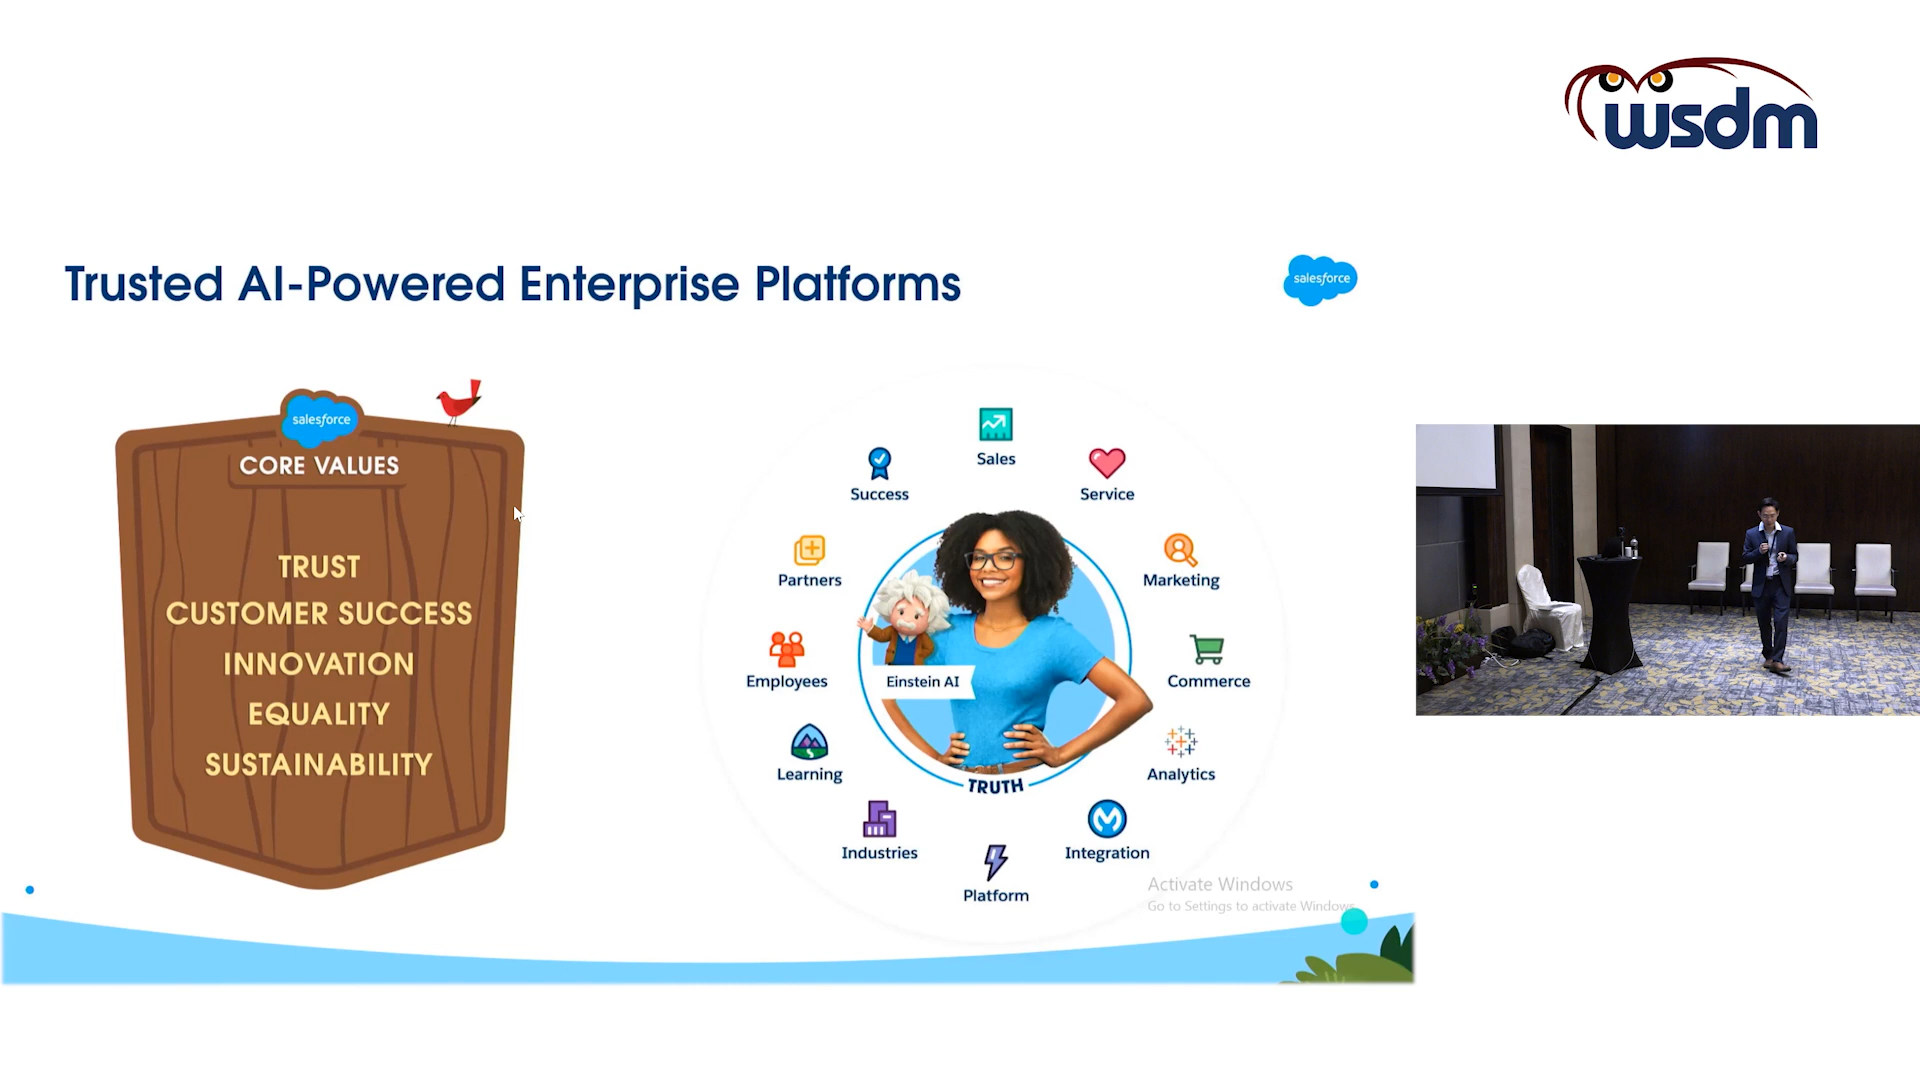 wsdm
Trusted AI-Powered Enterprise Platforms
salesforce
salesforce
CORE VALUES
TRUST
CUSTOMER SUCCESS
INNOVATION
EQUALITY
SUSTAINABILITY
Sales
Success
Service
Partners
Marketing
Employees
Einstein AI
Commerce
Learning
Analytics
TRUTH
Industries
Integration
Platform
Activate Windows
Go to Settings to activate Windows.